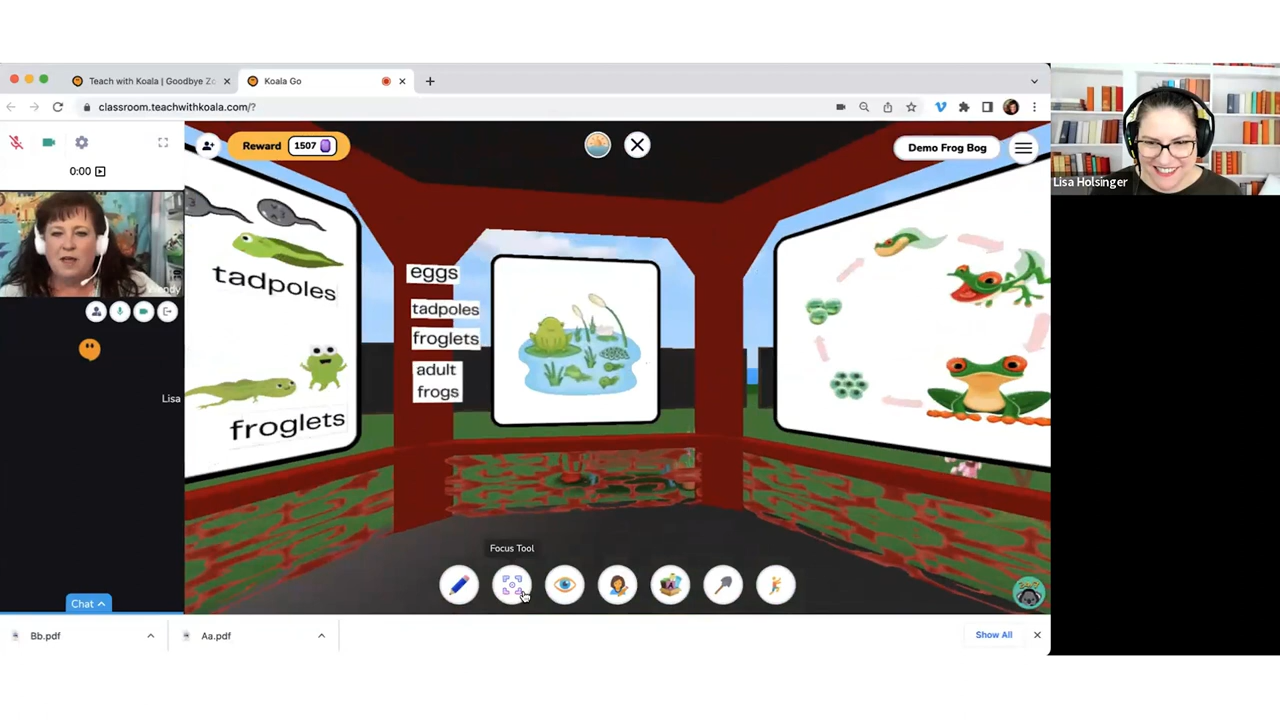 Teach with Koala | Goodbye Zo
Koala Go
classroom.teachwithkoala.com/?
Reward 1507
Demo Frog Bog
0:00
Lisa Holsinger
tadpoles
froglets
eggs
tadpoles
froglets
adult
frogs
Lisa
Focus Tool
Chat
Bb.pdf
Aa.pdf
Show All